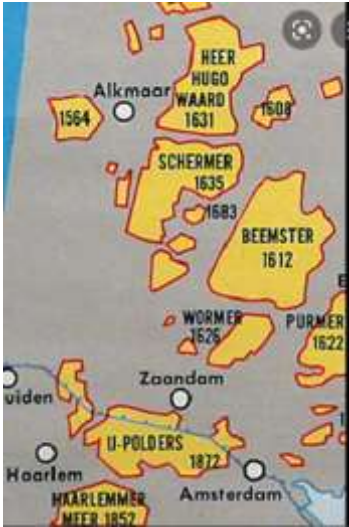 HEER
HUGO
WAARD
1631
Alkmaar
1564
1608
SCHERMER
1635
1683
BEEMSTER
1612
WORMER
1626
PURMER
1622
uiden
Zaandam
IJ-POLDERS
1872
Haarlem
Amsterdam
HAARLEMMER
MEER 1852